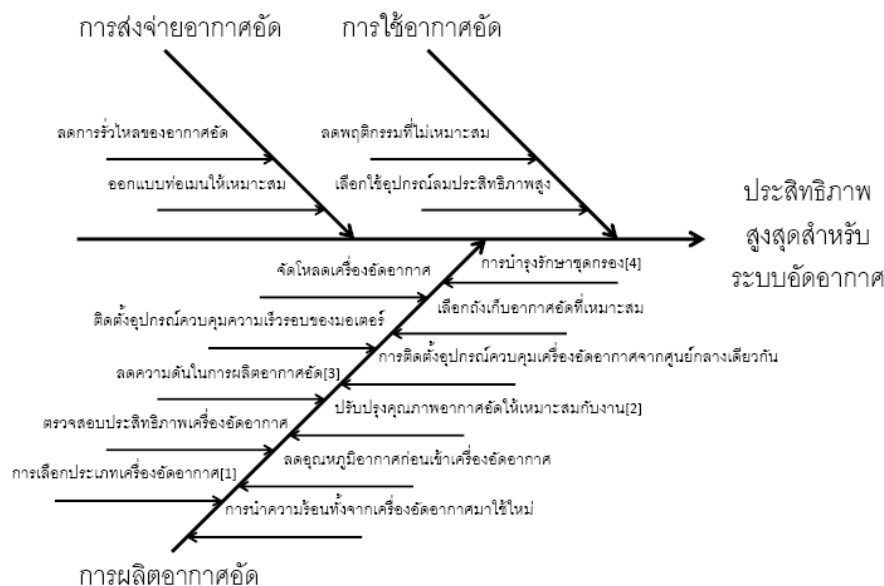 การส่งจ่ายอากาศอัด
การใช้อากาศอัด
ลดการรั่วไหลของอากาศอัด
ลดพฤติกรรมที่ไม่เหมาะสม
ออกแบบท่อเมนให้เหมาะสม
เลือกใช้อุปกรณ์ลมประสิทธิภาพสูง
ประสิทธิภาพ
สูงสุดสำหรับ
ระบบอัดอากาศ
จัดโหลดเครื่องอัดอากาศ
การบำรุงรักษาชุดกรอง[4]
ติดตั้งอุปกรณ์ควบคุมความเร็วรอบของมอเตอร์
เลือกถังเก็บอากาศอัดที่เหมาะสม
ลดความดันในการผลิตอากาศอัด[3]
การติดตั้งอุปกรณ์ควบคุมเครื่องอัดอากาศจากศูนย์กลางเดียวกัน
ตรวจสอบประสิทธิภาพเครื่องอัดอากาศ
ปรับปรุงคุณภาพอากาศอัดให้เหมาะสมกับงาน[2]
การเลือกประเภทเครื่องอัดอากาศ[1]
ลดอุณหภูมิอากาศก่อนเข้าเครื่องอัดอากาศ
การนำความร้อนทิ้งจากเครื่องอัดอากาศมาใช้ใหม่
การผลิตอากาศอัด